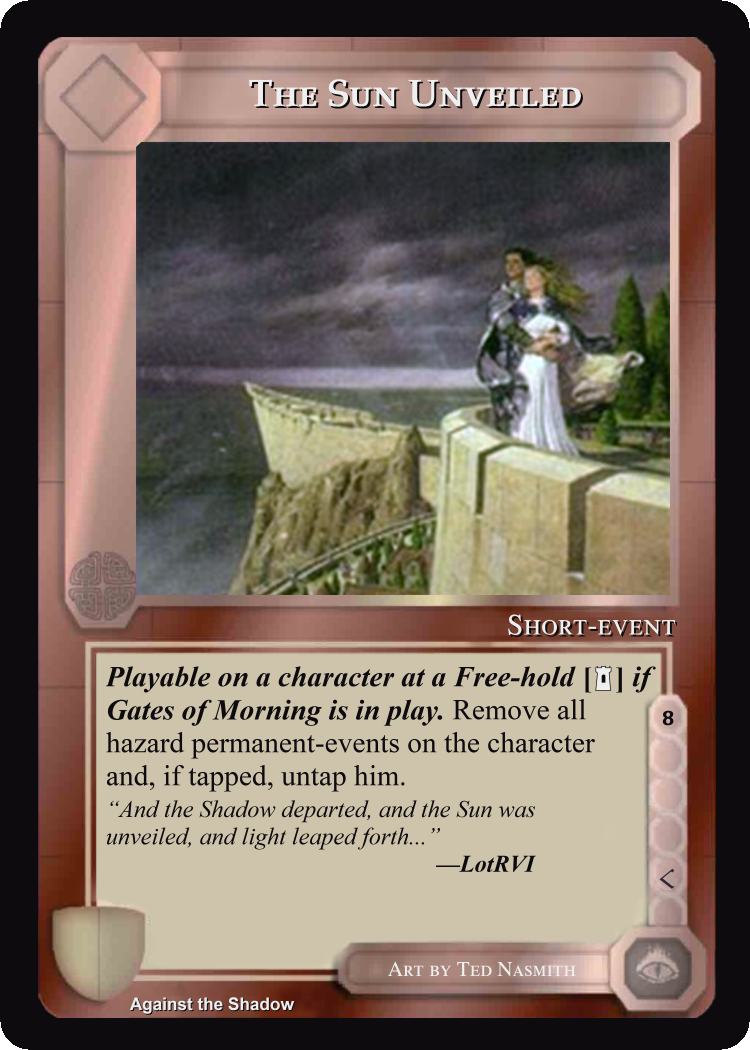 The Sun Unveiled
Short-event
Playable on a character at a Free-hold [] if
Gates of Morning is in play. Remove all
hazard permanent-events on the character
and, if tapped, untap him.
“And the Shadow departed, and the Sun was
unveiled, and light leaped forth...”
—LotRVI
8
<
Art by Ted Nasmith
Against the Shadow